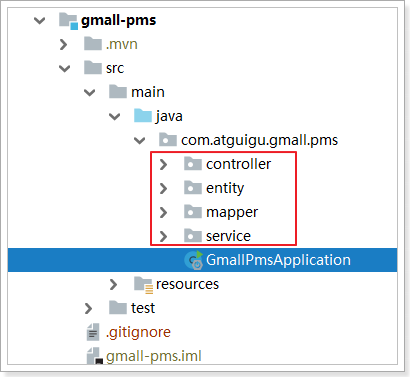 gmall-pms
.mvn
src
main
java
com.atguigu.gmall.pms
controller
entity
mapper
service
GmallPmsApplication
resources
test
.gitignore
gmall-pms.iml